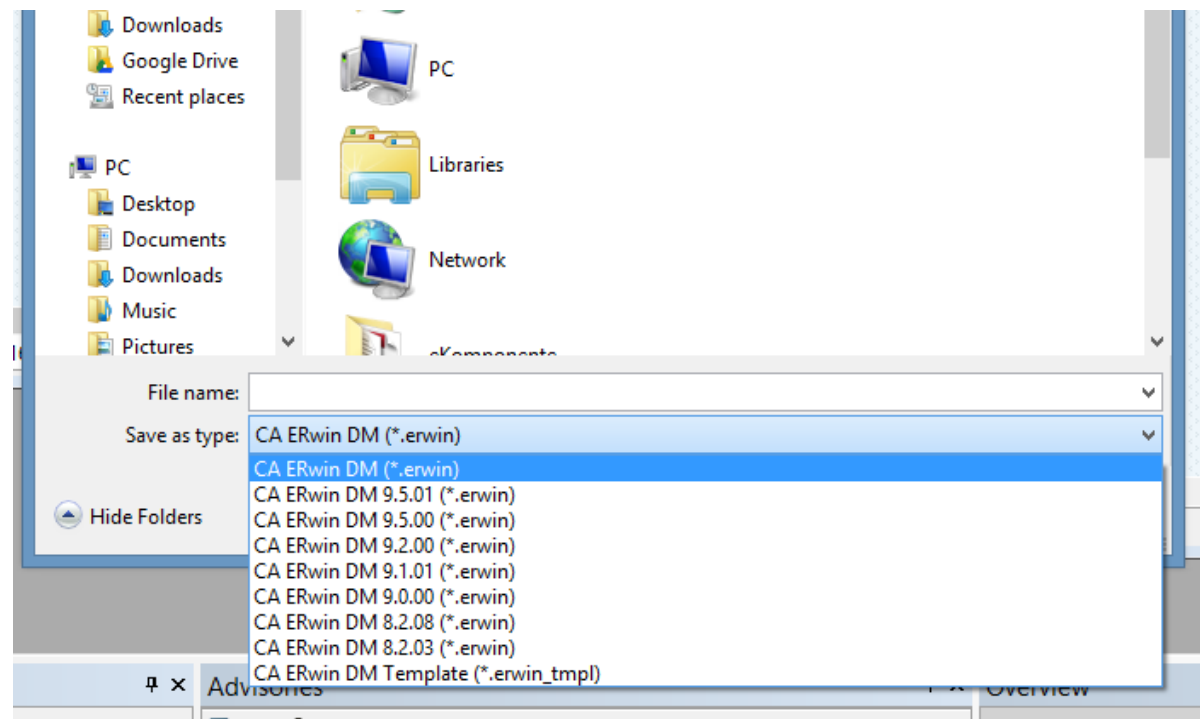 Downloads
Google Drive
Recent places
PC
Desktop
Documents
Downloads
Music
Pictures
PC
Libraries
Network
eKomponente
File name:
Save as type: CA ERwin DM (*.erwin)
CA ERwin DM (*.erwin)
CA ERwin DM 9.5.01 (*.erwin)
CA ERwin DM 9.5.00 (*.erwin)
CA ERwin DM 9.2.00 (*.erwin)
CA ERwin DM 9.1.01 (*.erwin)
CA ERwin DM 9.0.00 (*.erwin)
CA ERwin DM 8.2.08 (*.erwin)
CA ERwin DM 8.2.03 (*.erwin)
CA ERwin DM Template (*.erwin_tmpl)
Hide Folders
Advisories
Overview